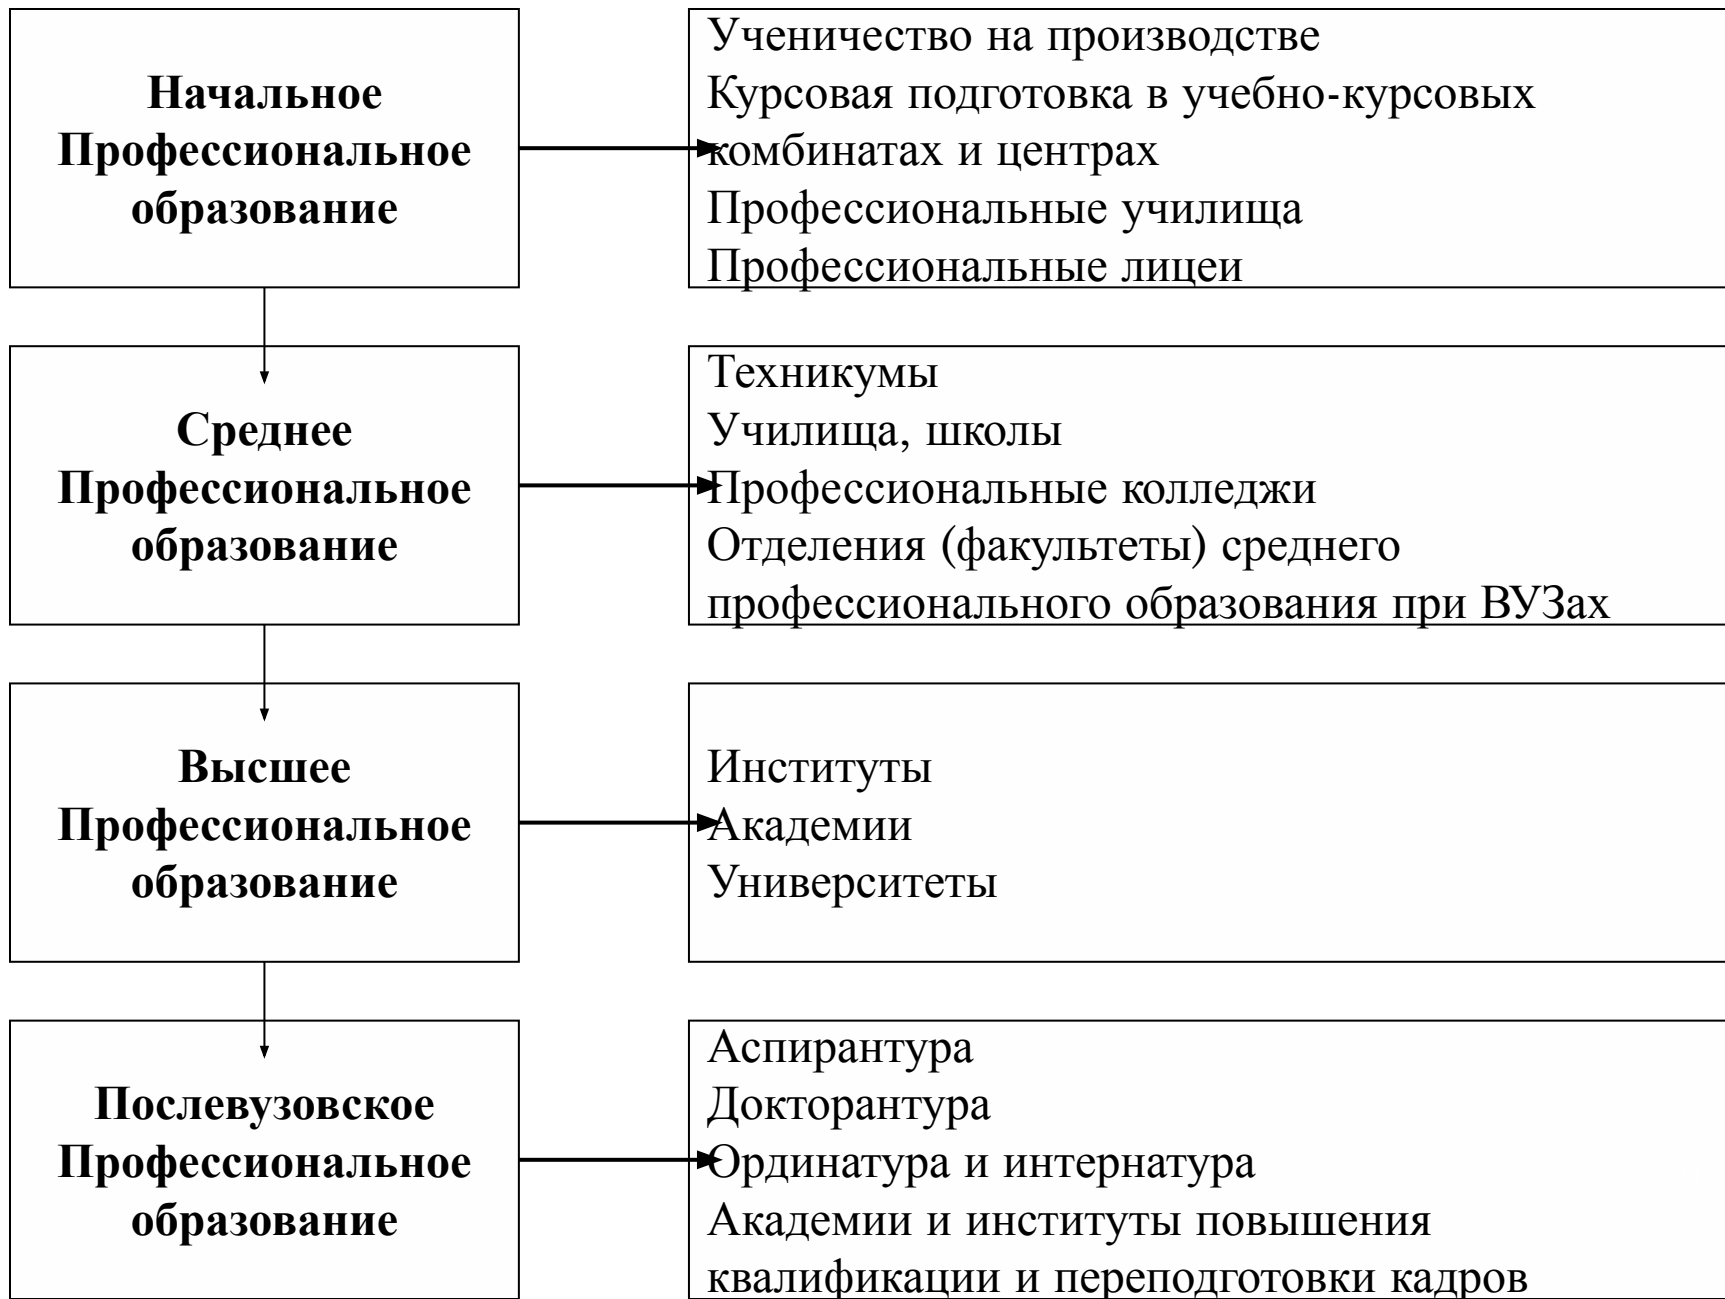 Начальное
Профессиональное
образование
Ученичество на производстве
Курсовая подготовка в учебно-курсовых
комбинатах и центрах
Профессиональные училища
Профессиональные лицеи
Среднее
Профессиональное
образование
Техникумы
Училища, школы
Профессиональные колледжи
Отделения (факультеты) среднего
профессионального образования при ВУЗах
Высшее
Профессиональное
образование
Институты
Академии
Университеты
Послевузовское
Профессиональное
образование
Аспирантура
Докторантура
Ординатура и интернатура
Академии и институты повышения
квалификации и переподготовки кадров